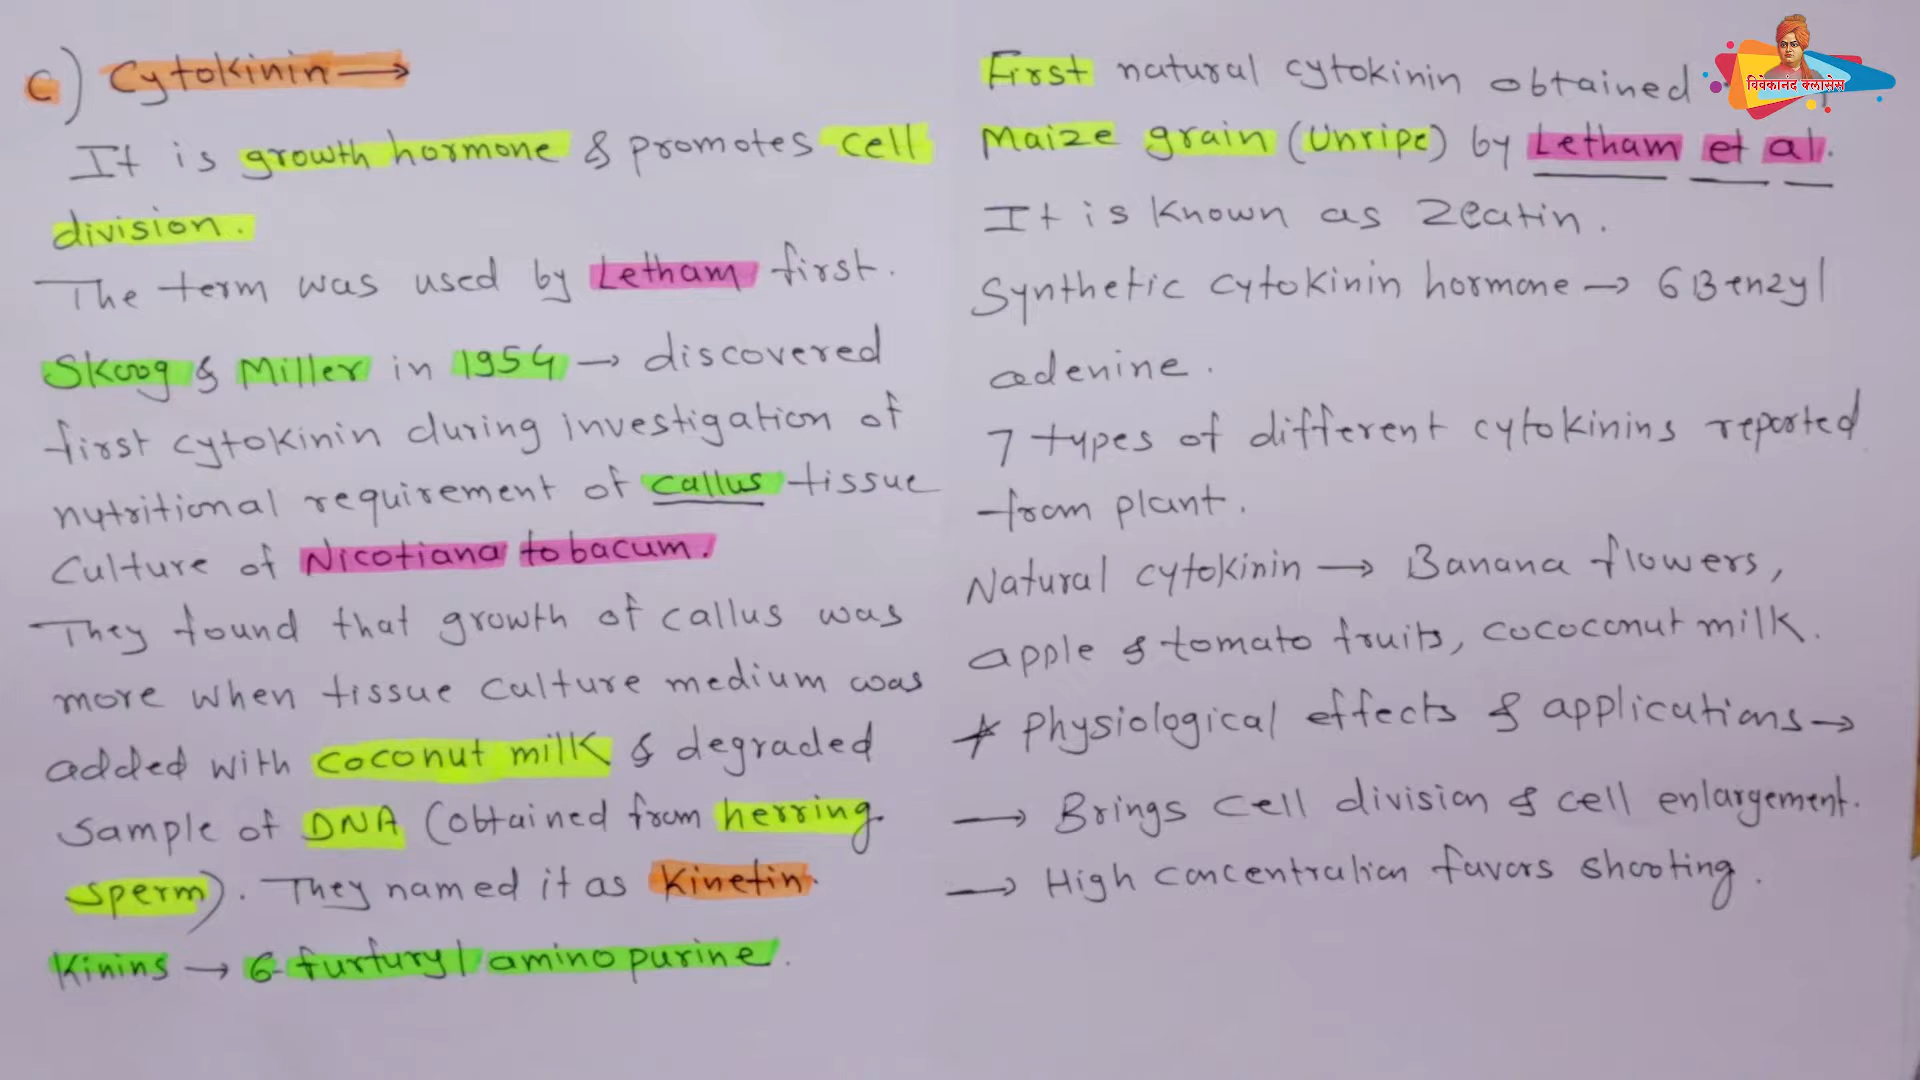 c) Cytokinin →
It is growth hormone & promotes cell
division.
The term was used by Letham first.
Skoog & Miller in 1954 → discovered
first cytokinin during investigation of
nutritional requirement of callus tissue
culture of Nicotiana tobacum.
They found that growth of callus was
more when tissue culture medium was
added with coconut milk & degraded
sample of DNA (obtained from herring
sperm). They named it as Kinetin.
Kinins → 6-furfuryl amino purine.
First natural cytokinin obtained
Maize grain (Unripe) by Letham et al.
It is known as Zeatin.
Synthetic cytokinin hormone → 6 Benzyl
adenine.
7 types of different cytokinins reported
from plant.
Natural cytokinin → Banana flowers,
apple & tomato fruits, cococonut milk.
* Physiological effects & applications →
→ Brings cell division & cell enlargement.
→ High concentration favors shooting.
विवेकानंद क्लासेस